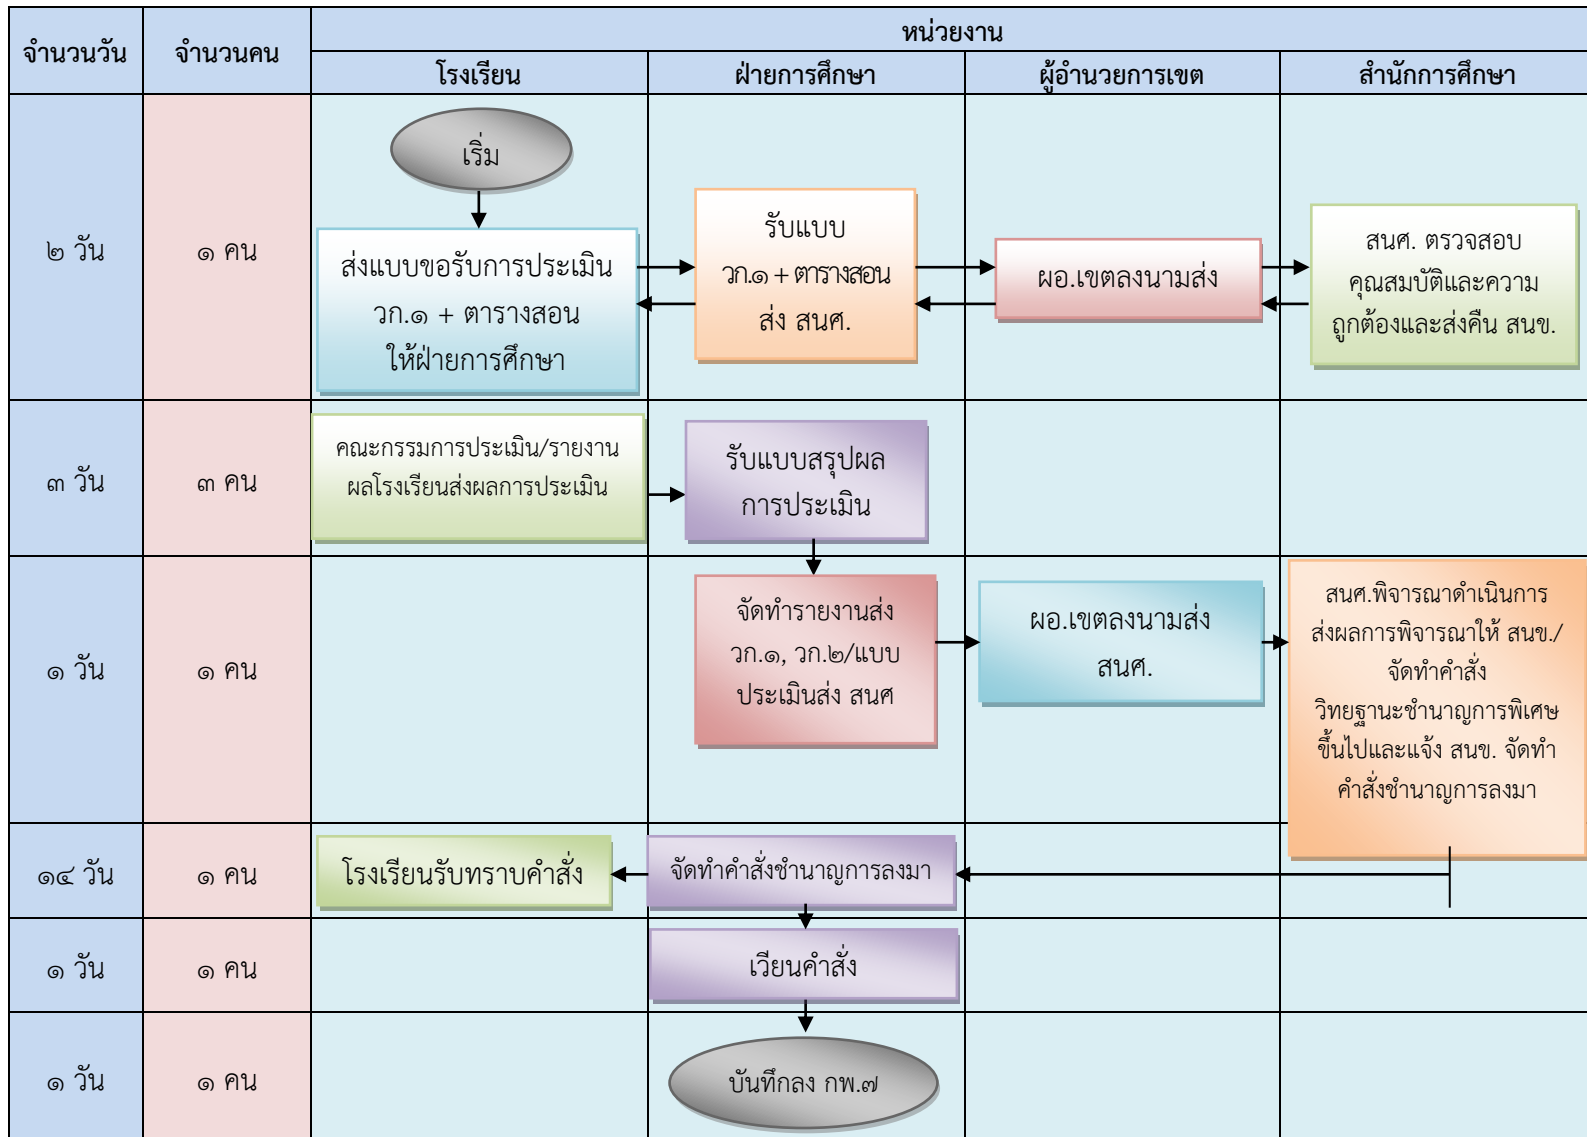 จำนวนวัน
จำนวนคน
หน่วยงาน
โรงเรียน
ฝ่ายการศึกษา
ผู้อำนวยการเขต
สำนักการศึกษา
๒ วัน
๑ คน
เริ่ม
ส่งแบบขอรับการประเมิน
วก.๑ + ตารางสอน
ให้ฝ่ายการศึกษา
รับแบบ
วก.๑ + ตารางสอน
ส่ง สนศ.
ผอ.เขตลงนามส่ง
สนศ. ตรวจสอบ
คุณสมบัติและความ
ถูกต้องและส่งคืน สนข.
๓ วัน
๓ คน
คณะกรรมการประเมิน/รายงาน
ผลโรงเรียนส่งผลการประเมิน
รับแบบสรุปผล
การประเมิน
๑ วัน
๑ คน
จัดทำรายงานส่ง
วก.๑, วก.๒/แบบ
ประเมินส่ง สนศ
ผอ.เขตลงนามส่ง
สนศ.
สนศ.พิจารณาดำเนินการ
ส่งผลการพิจารณาให้ สนข./
จัดทำคำสั่ง
วิทยฐานะชำนาญการพิเศษ
ขึ้นไปและแจ้ง สนข. จัดทำ
คำสั่งชำนาญการลงมา
๑๔ วัน
๑ คน
โรงเรียนรับทราบคำสั่ง
จัดทำคำสั่งชำนาญการลงมา
๑ วัน
๑ คน
เวียนคำสั่ง
๑ วัน
๑ คน
บันทึกลง กพ.๗